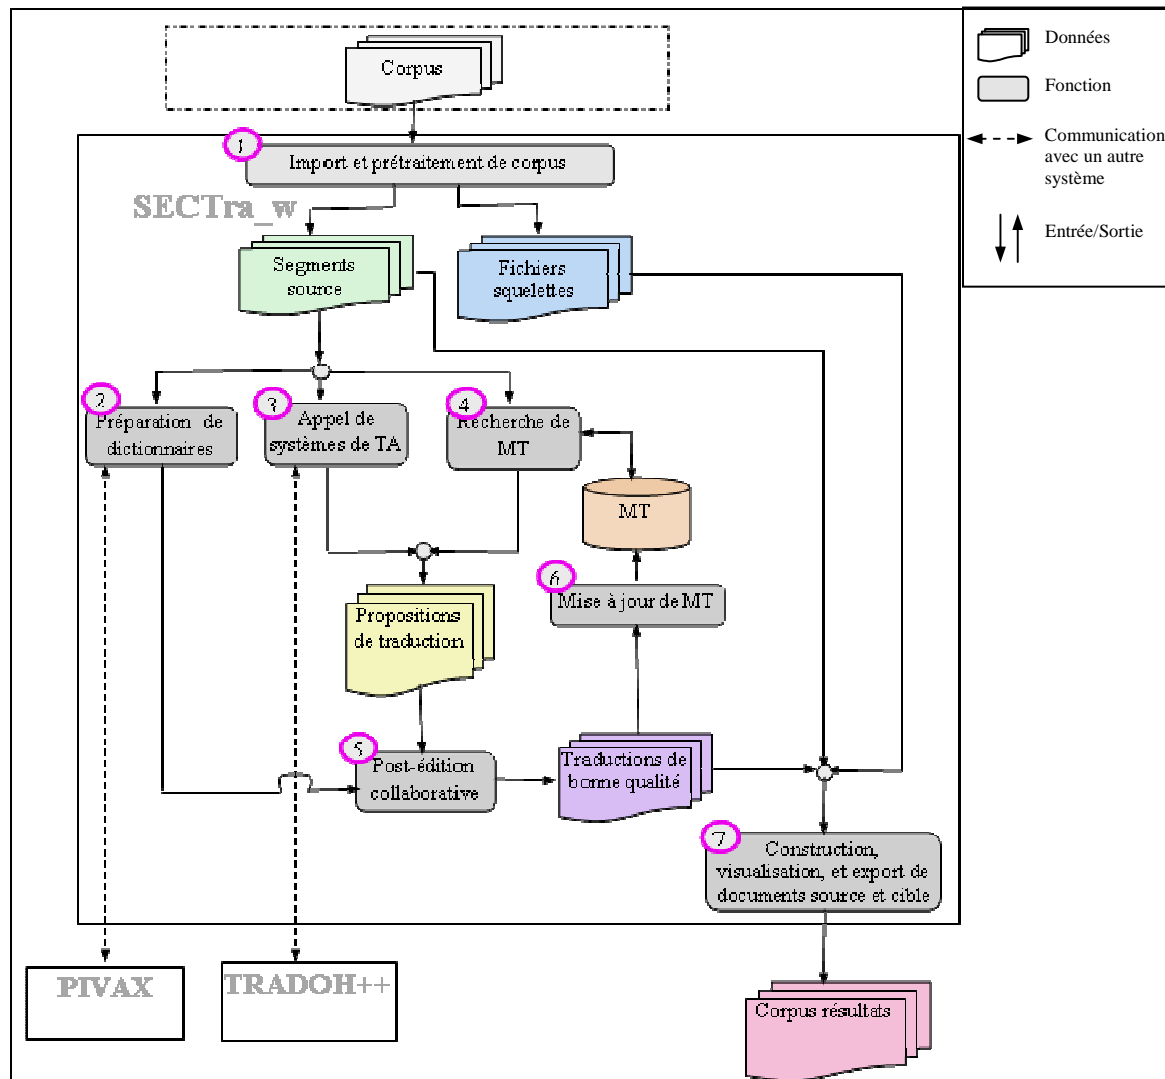 Corpus
1
Import et prétraitement de corpus
SECTra_w
Segments
source
Fichiers
squelettes
2
Préparation de
dictionnaires
3
Appel de
systèmes de TA
4
Recherche de
MT
MT
6
Mise à jour de MT
Propositions
de traduction
5
Post-édition
collaborative
Traductions de
bonne qualité
7
Construction,
visualisation, et export de
documents source et cible
PIVAX
TRADOH++
Corpus résultats
Données
Fonction
Communication
avec un autre
système
Entrée/Sortie